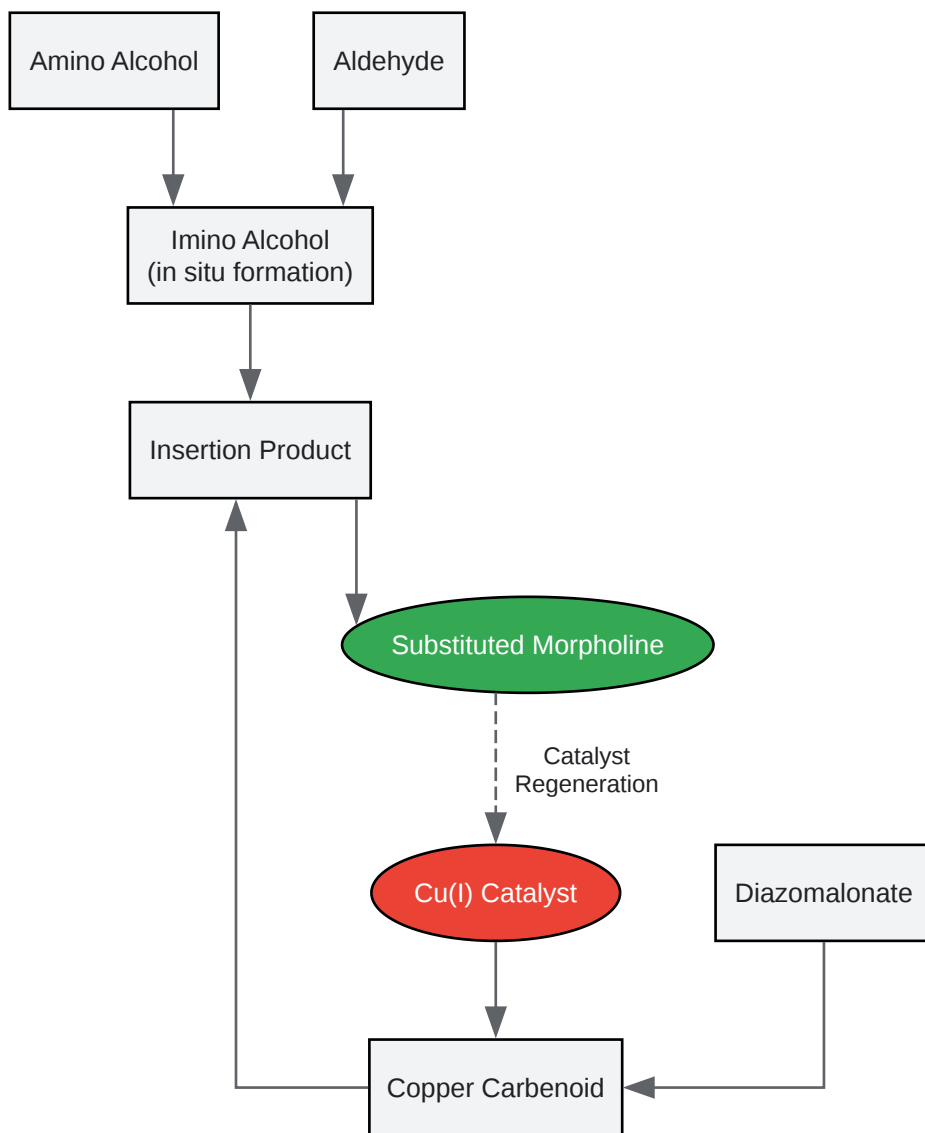 Amino Alcohol
Aldehyde
Imino Alcohol
(in situ formation)
Insertion Product
Substituted Morpholine
Catalyst
Regeneration
Cu(I) Catalyst
Diazomalonate
Copper Carbenoid